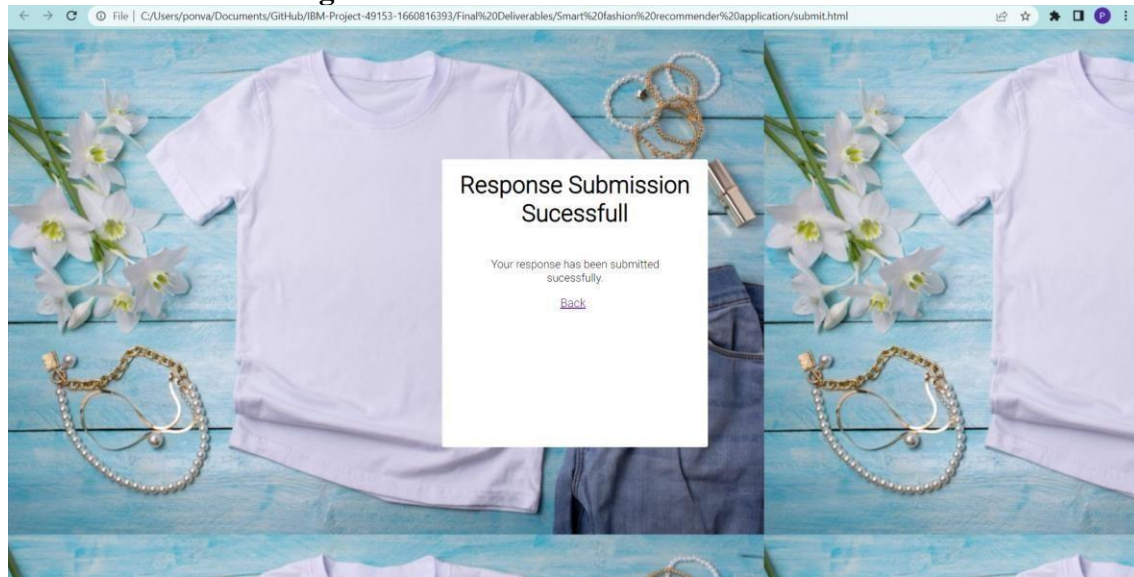 File | C:/Users/ponva/Documents/GitHub/IBM-Project-49153-1660816393/Final%20Deliverables/Smart%20fashion%20recommender%20application/submit.html
P
Response Submission
Sucessfull
Your response has been submitted
sucessfully.
Back